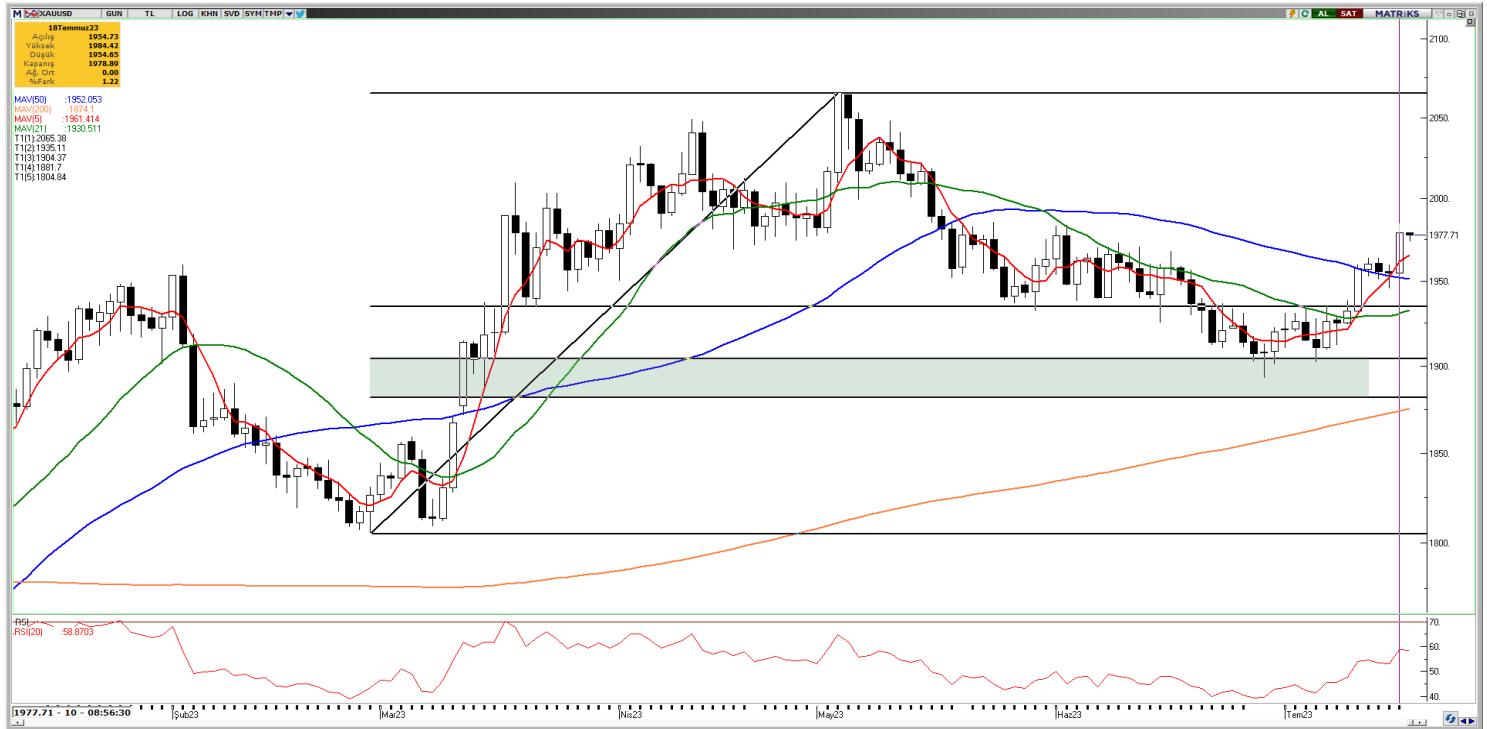 M XAUUSD GUN TL LOG KHN SVD SYM TMP AL SAT MATRiKS
18Temmuz23
Açılış 1954.73
Yüksek 1984.42
Düşük 1954.65
Kapanış 1978.89
Ağ. Ort 0.00
%Fark 1.22
MAV(50) :1952.053
MAV(200) :1874.1
MAV(5) :1961.414
MAV(21) :1930.511
T1(1):2065.38
T1(2):1935.11
T1(3):1904.37
T1(4):1881.7
T1(5):1804.84
2100.
2050.
2000.
1977.71
1950.
1900.
1850.
1800.
RSI
RSI(20) :58.8703
70.
60.
50.
40.
1977.71 - 10 - 08:56:30
Şub23 Mar23 Nis23 May23 Haz23 Tem23